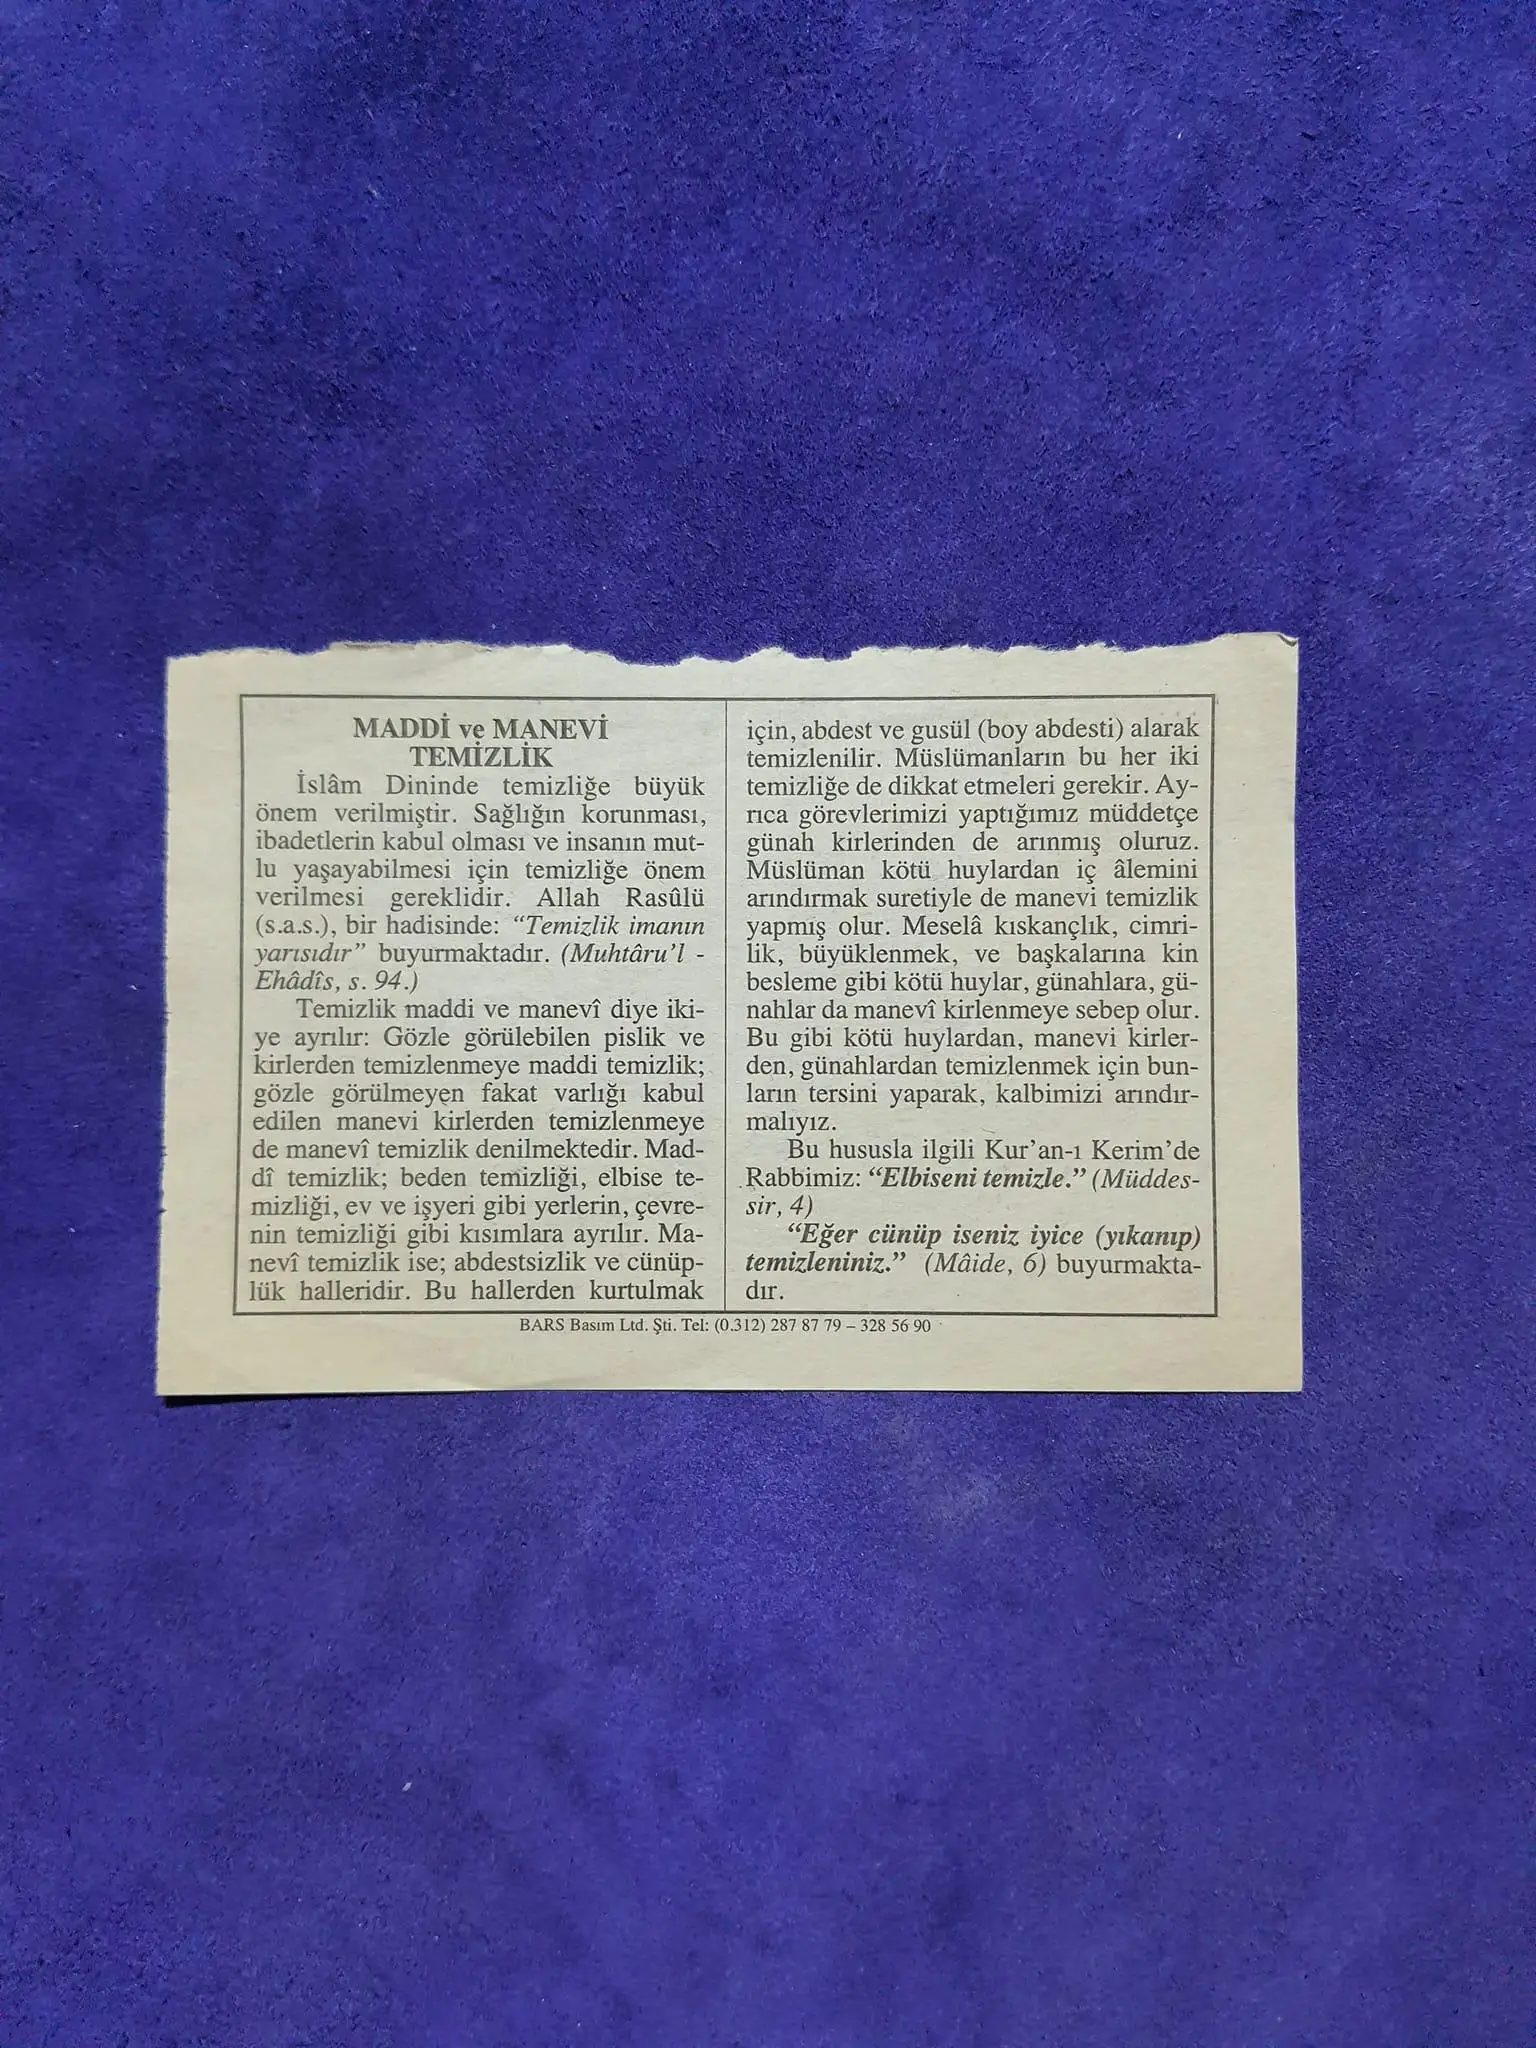 MADDİ ve MANEVİ
TEMİZLİK
İslâm Dininde temizliğe büyük
önem verilmiştir. Sağlığın korunması,
ibadetlerin kabul olması ve insanın mut-
lu yaşayabilmesi için temizliğe önem
verilmesi gereklidir. Allah Rasûlü
(s.a.s.), bir hadisinde: “Temizlik imanın
yarısıdır” buyurmaktadır. (Muhtâru’l -
Ehâdîs, s. 94.)
Temizlik maddi ve manevî diye iki-
ye ayrılır: Gözle görülebilen pislik ve
kirlerden temizlenmeye maddi temizlik;
gözle görülmeyen fakat varlığı kabul
edilen manevi kirlerden temizlenmeye
de manevî temizlik denilmektedir. Mad-
dî temizlik; beden temizliği, elbise te-
mizliği, ev ve işyeri gibi yerlerin, çevre-
nin temizliği gibi kısımlara ayrılır. Ma-
nevî temizlik ise; abdestsizlik ve cünüp-
lük halleridir. Bu hallerden kurtulmak
için, abdest ve gusül (boy abdesti) alarak
temizlenilir. Müslümanların bu her iki
temizliğe de dikkat etmeleri gerekir. Ay-
rıca görevlerimizi yaptığımız müddetçe
günah kirlerinden de arınmış oluruz.
Müslüman kötü huylardan iç âlemini
arındırmak suretiyle de manevi temizlik
yapmış olur. Meselâ kıskançlık, cimri-
lik, büyüklenmek, ve başkalarına kin
besleme gibi kötü huylar, günahlara, gü-
nahlar da manevî kirlenmeye sebep olur.
Bu gibi kötü huylardan, manevi kirler-
den, günahlardan temizlenmek için bun-
ların tersini yaparak, kalbimizi arındır-
malıyız.
Bu hususla ilgili Kur’an-ı Kerim’de
Rabbimiz: “Elbiseni temizle.” (Müddes-
sir, 4)
“Eğer cünüp iseniz iyice (yıkanıp)
temizleniniz.” (Mâide, 6) buyurmakta-
dır.
BARS Basım Ltd. Şti. Tel: (0.312) 287 87 79 – 328 56 90